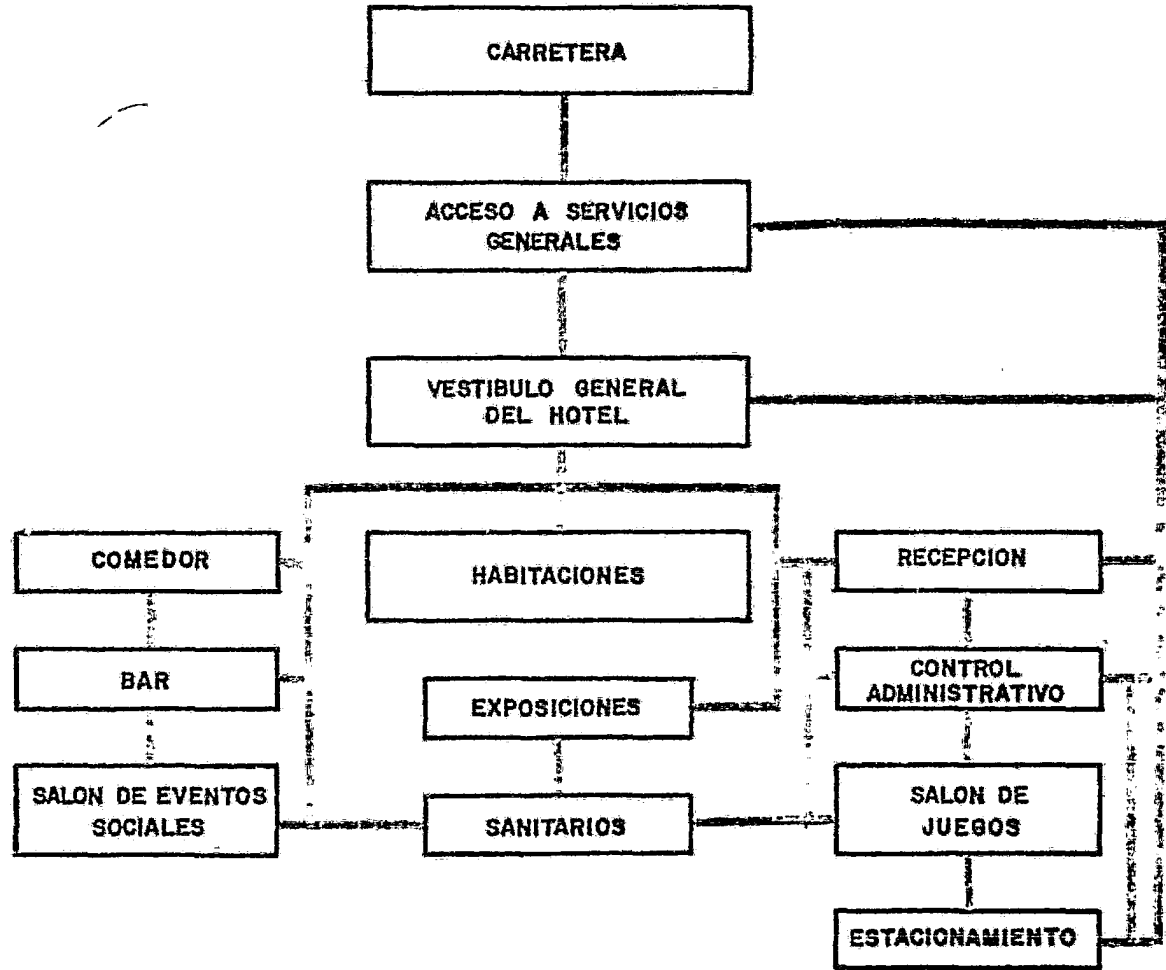 CARRETERA
ACCESO A SERVICIOS
GENERALES
VESTIBULO GENERAL
DEL HOTEL
COMEDOR
HABITACIONES
RECEPCION
BAR
EXPOSICIONES
CONTROL
ADMINISTRATIVO
SALON DE EVENTOS
SOCIALES
SANITARIOS
SALON DE
JUEGOS
ESTACIONAMIENTO